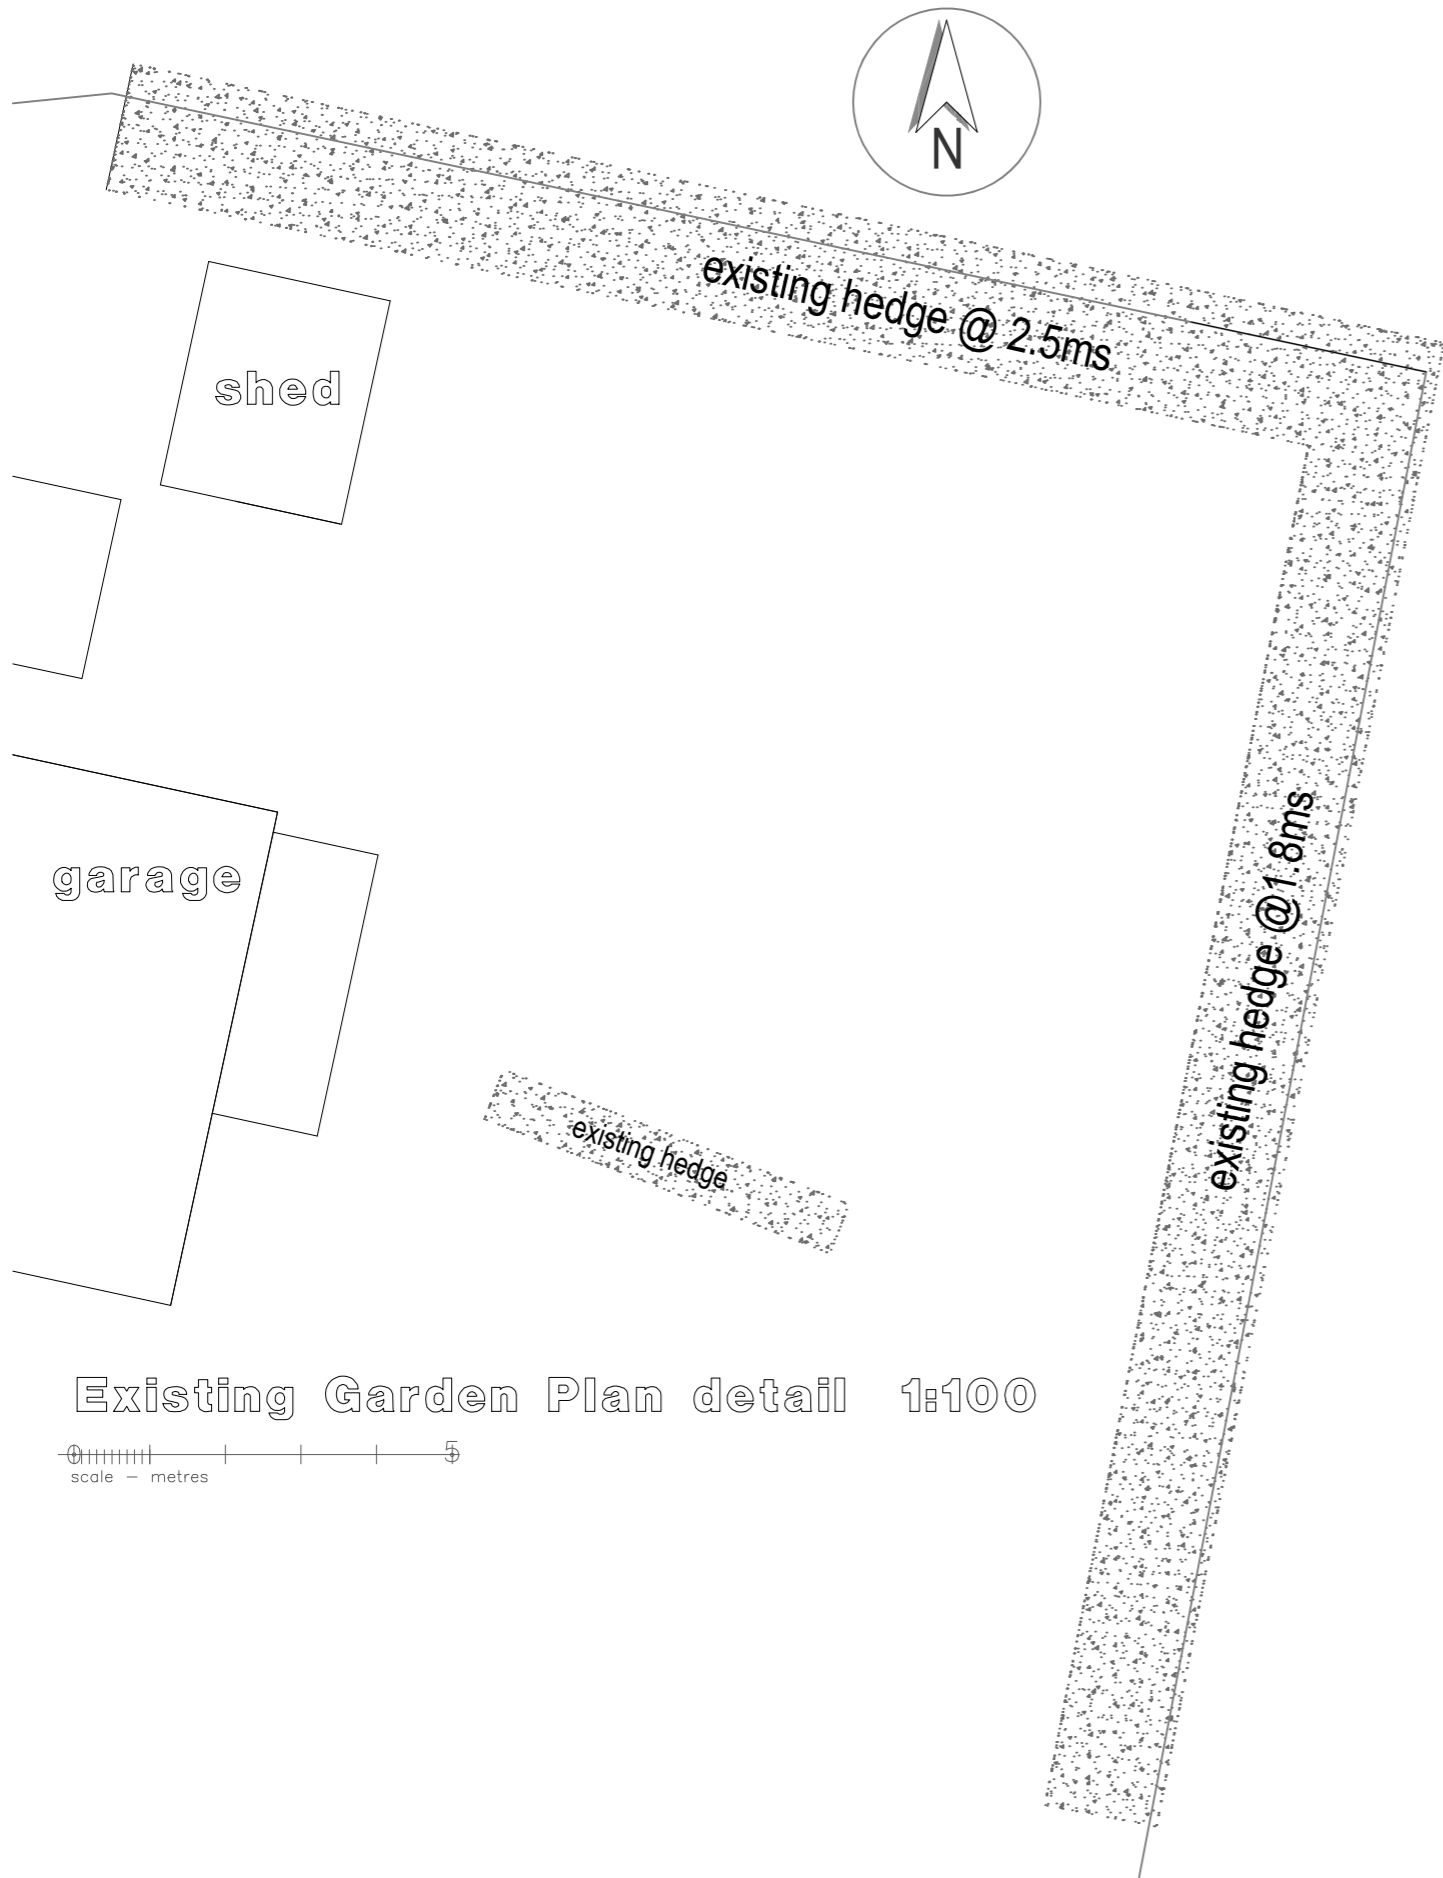 N
existing hedge @ 2.5ms
shed
garage
existing hedge @1.8ms
existing hedge
Existing Garden Plan detail 1:100
0 5
scale - metres